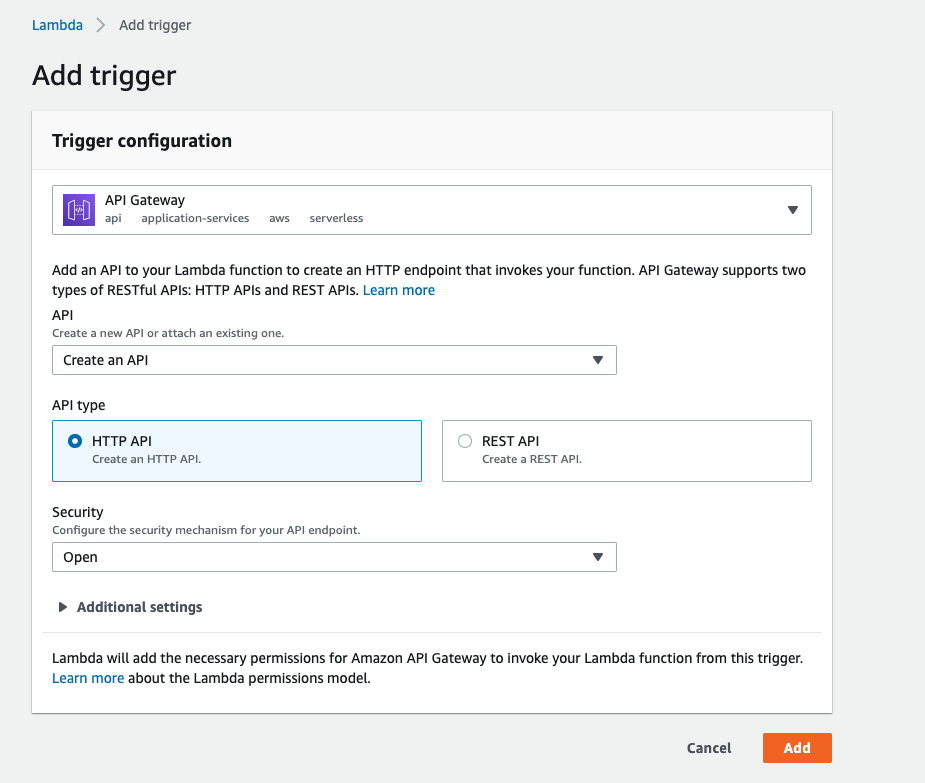 Lambda > Add trigger
Add trigger
Trigger configuration
API Gateway
api application-services aws serverless
Add an API to your Lambda function to create an HTTP endpoint that invokes your function. API Gateway supports two
types of RESTful APIs: HTTP APIs and REST APIs. Learn more
API
Create a new API or attach an existing one.
Create an API
API type
HTTP API
Create an HTTP API.
REST API
Create a REST API.
Security
Configure the security mechanism for your API endpoint.
Open
Additional settings
Lambda will add the necessary permissions for Amazon API Gateway to invoke your Lambda function from this trigger.
Learn more about the Lambda permissions model.
Cancel Add